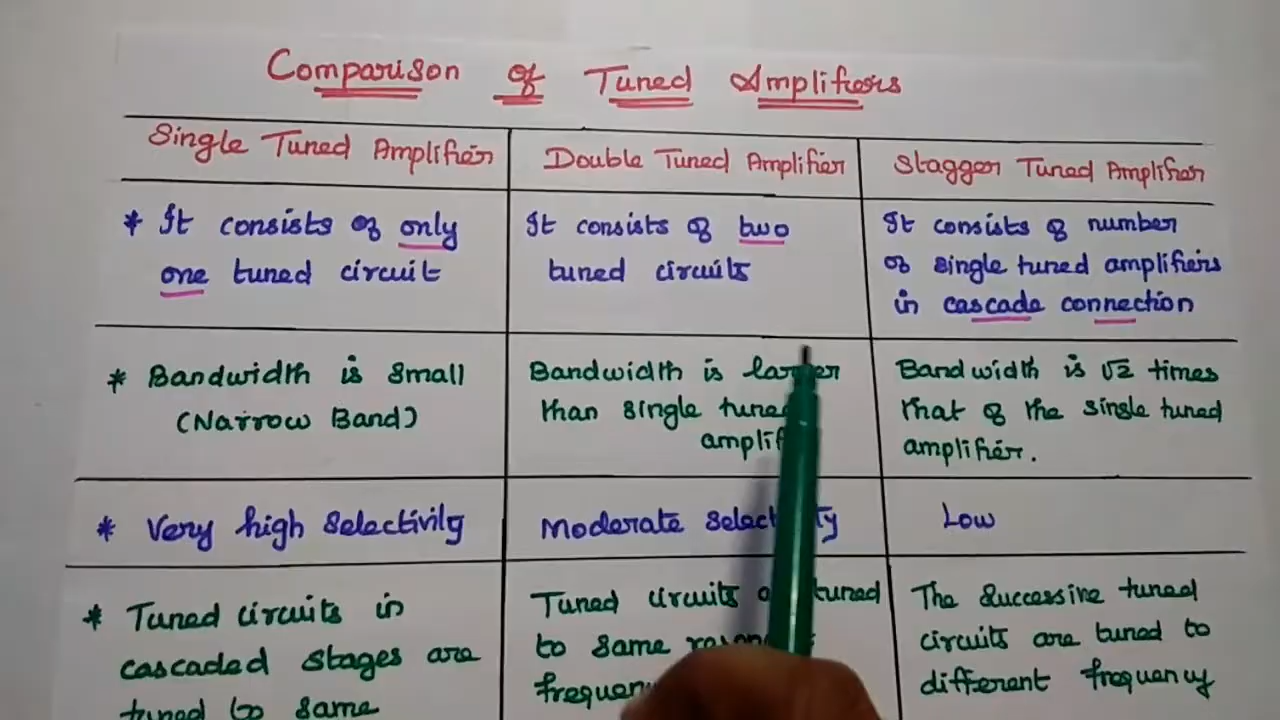 Comparison of Tuned Amplifiers
Single Tuned Amplifier
Double Tuned Amplifier
Stagger Tuned Amplifier
* It consists of only
one tuned circuit
It consists of two
tuned circuits
It consists of number
of single tuned amplifiers
in cascade connection
* Bandwidth is small
(Narrow Band)
Bandwidth is larger
than single tuned
Bandwidth is √2 times
that of the single tuned
amplifier.
* Very high selectivity
Moderate selectivity
Low
* Tuned circuits in
cascaded stages are
tuned to same
Tuned circuits tuned
to same
The successive tuned
circuits are tuned to
different frequency